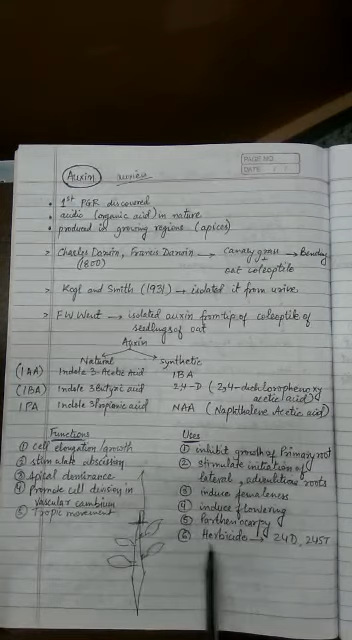 PAGE NO.
DATE
Auxin auxien
• 1st PGR discovered
• acidic (organic acid) in nature
• produced in growing regions (apices)
> Charles Darwin, Francis Darwin → Canary grass → Bending
(1800) oat coleoptile
> Kogl and Smith (1931) → isolated it from urine.
> F.W Went → isolated auxin from tip of coleoptile of
seedlings of oat
Auxin
Natural Synthetic
(IAA) Indole 3-Acetic Acid IBA
(IBA) Indole 3 butyric acid 2,4-D (2,4-dichlorophenoxy
acetic acid)
IPA Indole 3 Propionic acid NAA (Naphthalene Acetic acid)
Functions Uses
① cell elongation/growth ① inhibit growth of Primary root
② stimulate abscission ② stimulate initiation of
lateral, adventitious roots
③ Apical dominance ③ induce femaleness
④ Promote cell division in ④ induce flowering
vascular cambium ⑤ Parthenocarpy
⑤ Tropic movement ⑥ Herbicide → 24D, 245T